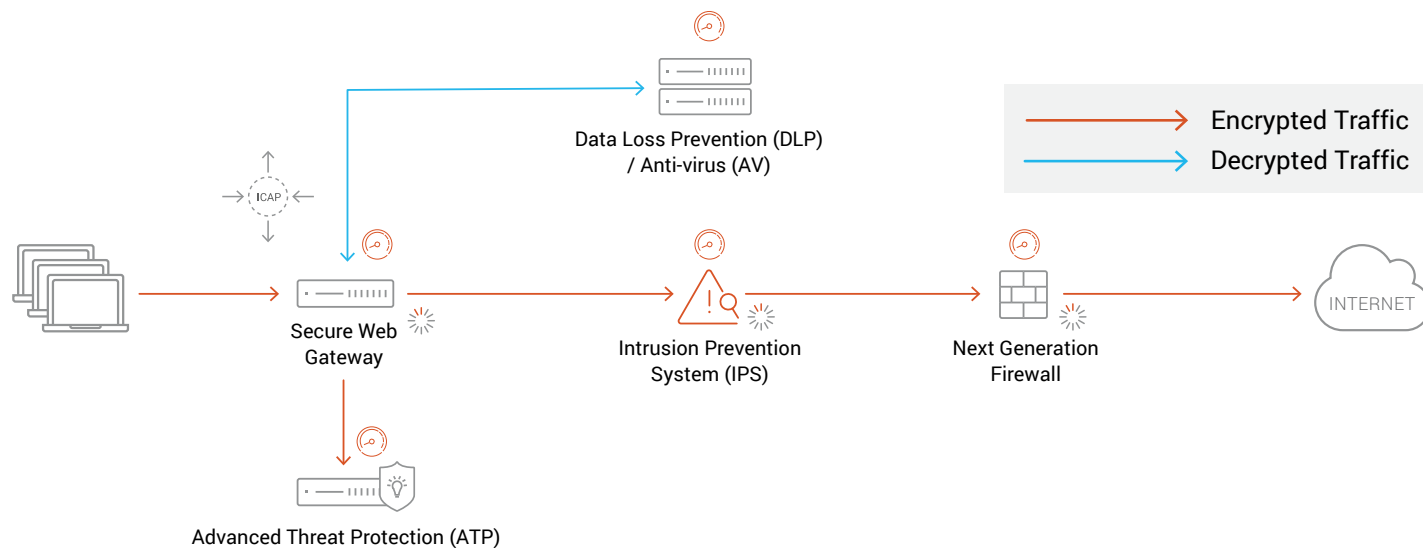 Data Loss Prevention (DLP)
/ Anti-virus (AV)
Encrypted Traffic
Decrypted Traffic
ICAP
Secure Web
Gateway
Intrusion Prevention
System (IPS)
Next Generation
Firewall
INTERNET
Advanced Threat Protection (ATP)